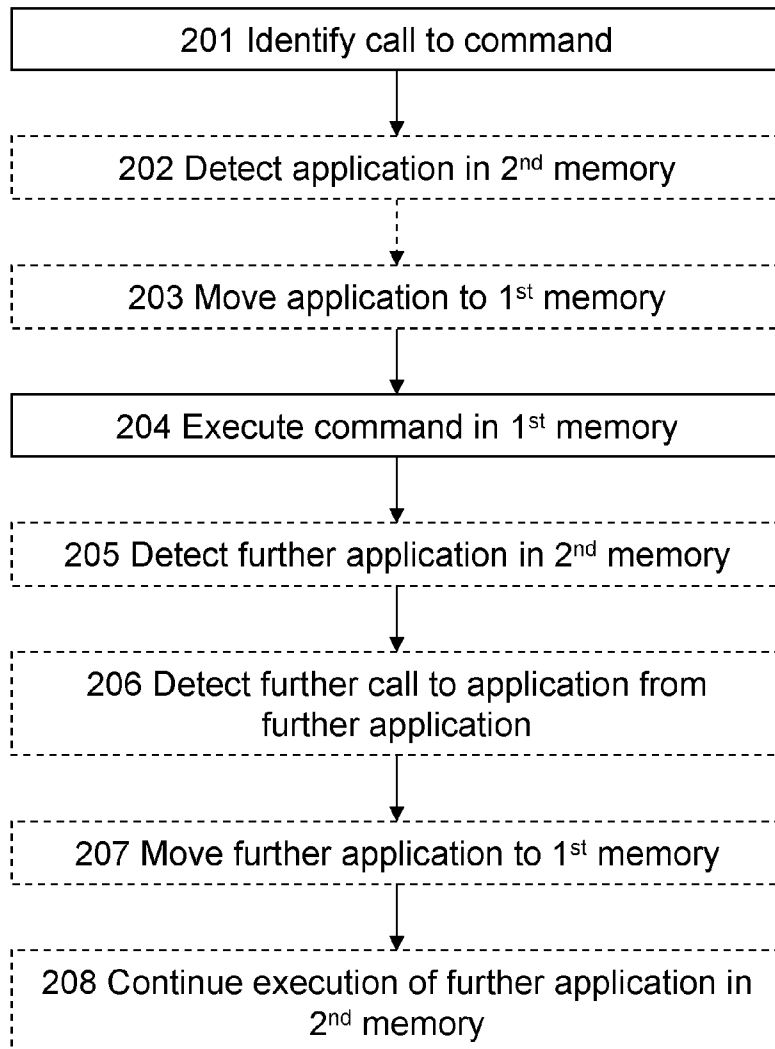 201 Identify call to command
202 Detect application in 2nd memory
203 Move application to 1st memory
204 Execute command in 1st memory
205 Detect further application in 2nd memory
206 Detect further call to application from
further application
207 Move further application to 1st memory
208 Continue execution of further application in
2nd memory